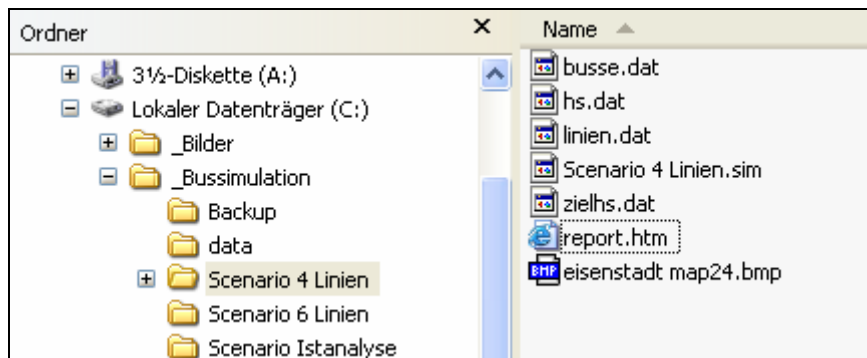 Ordner
3½-Diskette (A:)
Lokaler Datenträger (C:)
_Bilder
_Bussimulation
Backup
data
Scenario 4 Linien
Scenario 6 Linien
Scenario Istanalyse
Name
busse.dat
hs.dat
linien.dat
Scenario 4 Linien.sim
zielhs.dat
report.htm
BMP eisenstadt map24.bmp